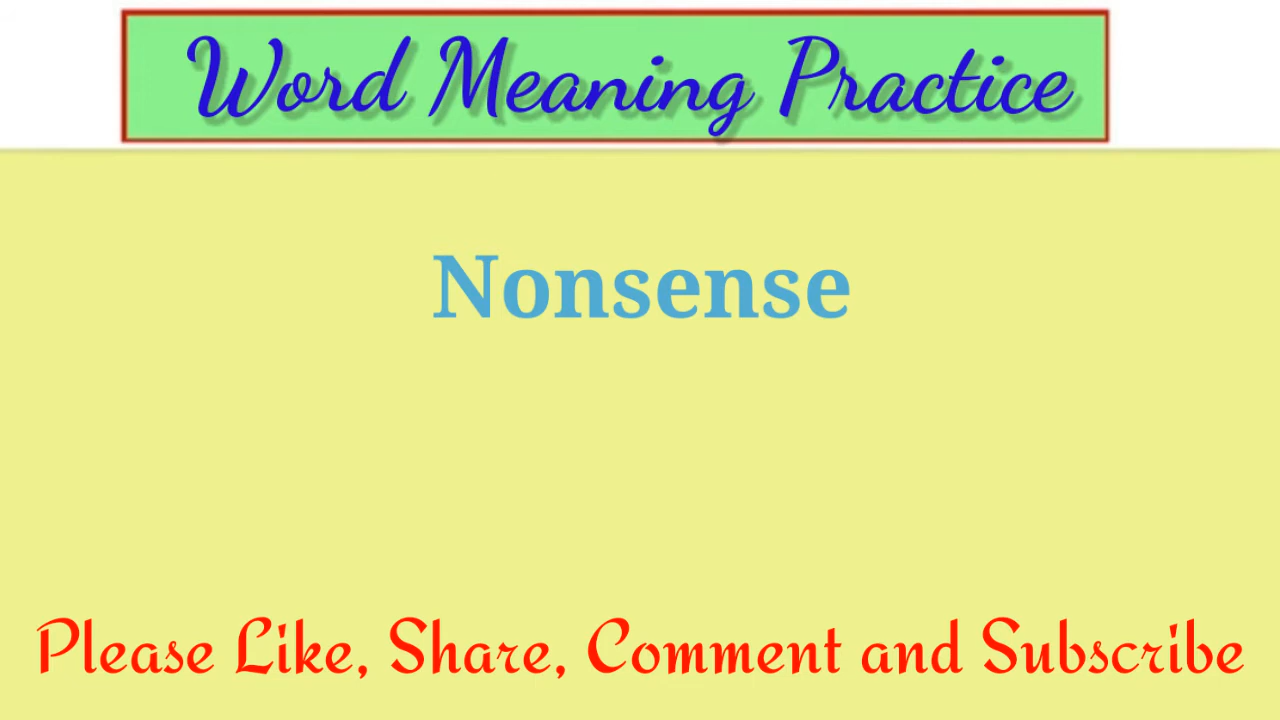 Word Meaning Practice
Nonsense
Please Like, Share, Comment and Subscribe